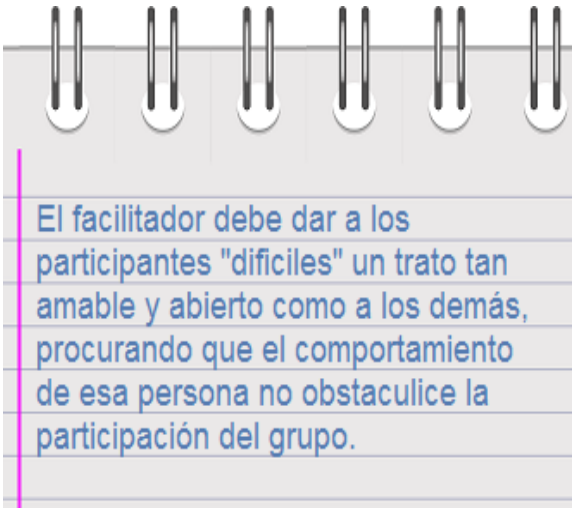 El facilitador debe dar a los
participantes "dificiles" un trato tan
amable y abierto como a los demás,
procurando que el comportamiento
de esa persona no obstaculice la
participación del grupo.